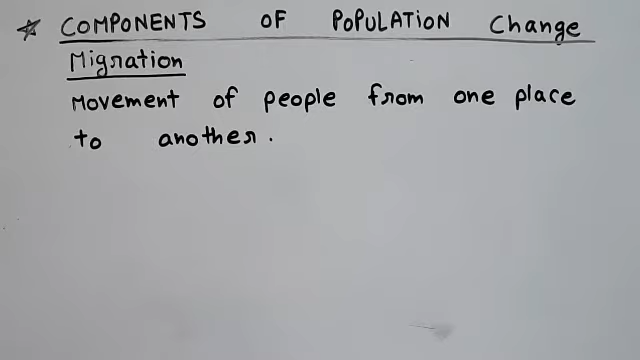 ☆ COMPONENTS OF POPULATION Change
Migration
Movement of people from one place
to another.